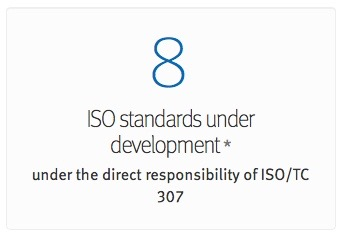 8
ISO standards under
development *
under the direct responsibility of ISO/TC
307